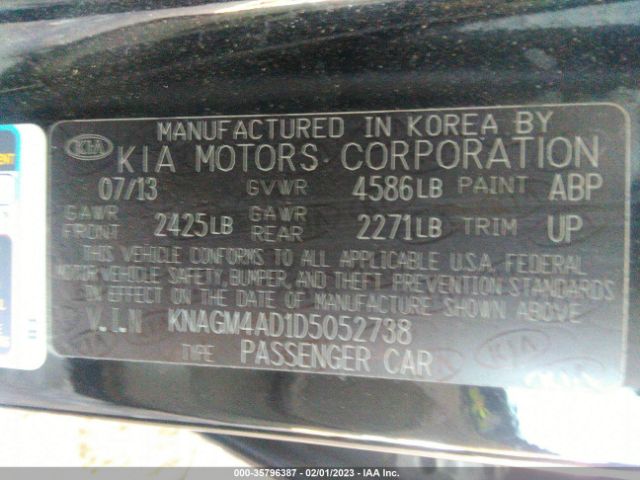 MANUFACTURED IN KOREA BY
KIA KIA MOTORS CORPORATION
07/13 GVWR 4586LB PAINT ABP
GAWR FRONT 2425LB GAWR REAR 2271LB TRIM UP
THIS VEHICLE CONFORMS TO ALL APPLICABLE U.S.A. FEDERAL
MOTOR VEHICLE SAFETY, BUMPER, AND THEFT PREVENTION STANDARDS
IN EFFECT ON THE DATE OF MANUFACTURE SHOWN ABOVE
V.I.N KNAGM4AD1D5052738
TYPE PASSENGER CAR
000-35796387 - 02/01/2023 - IAA Inc.